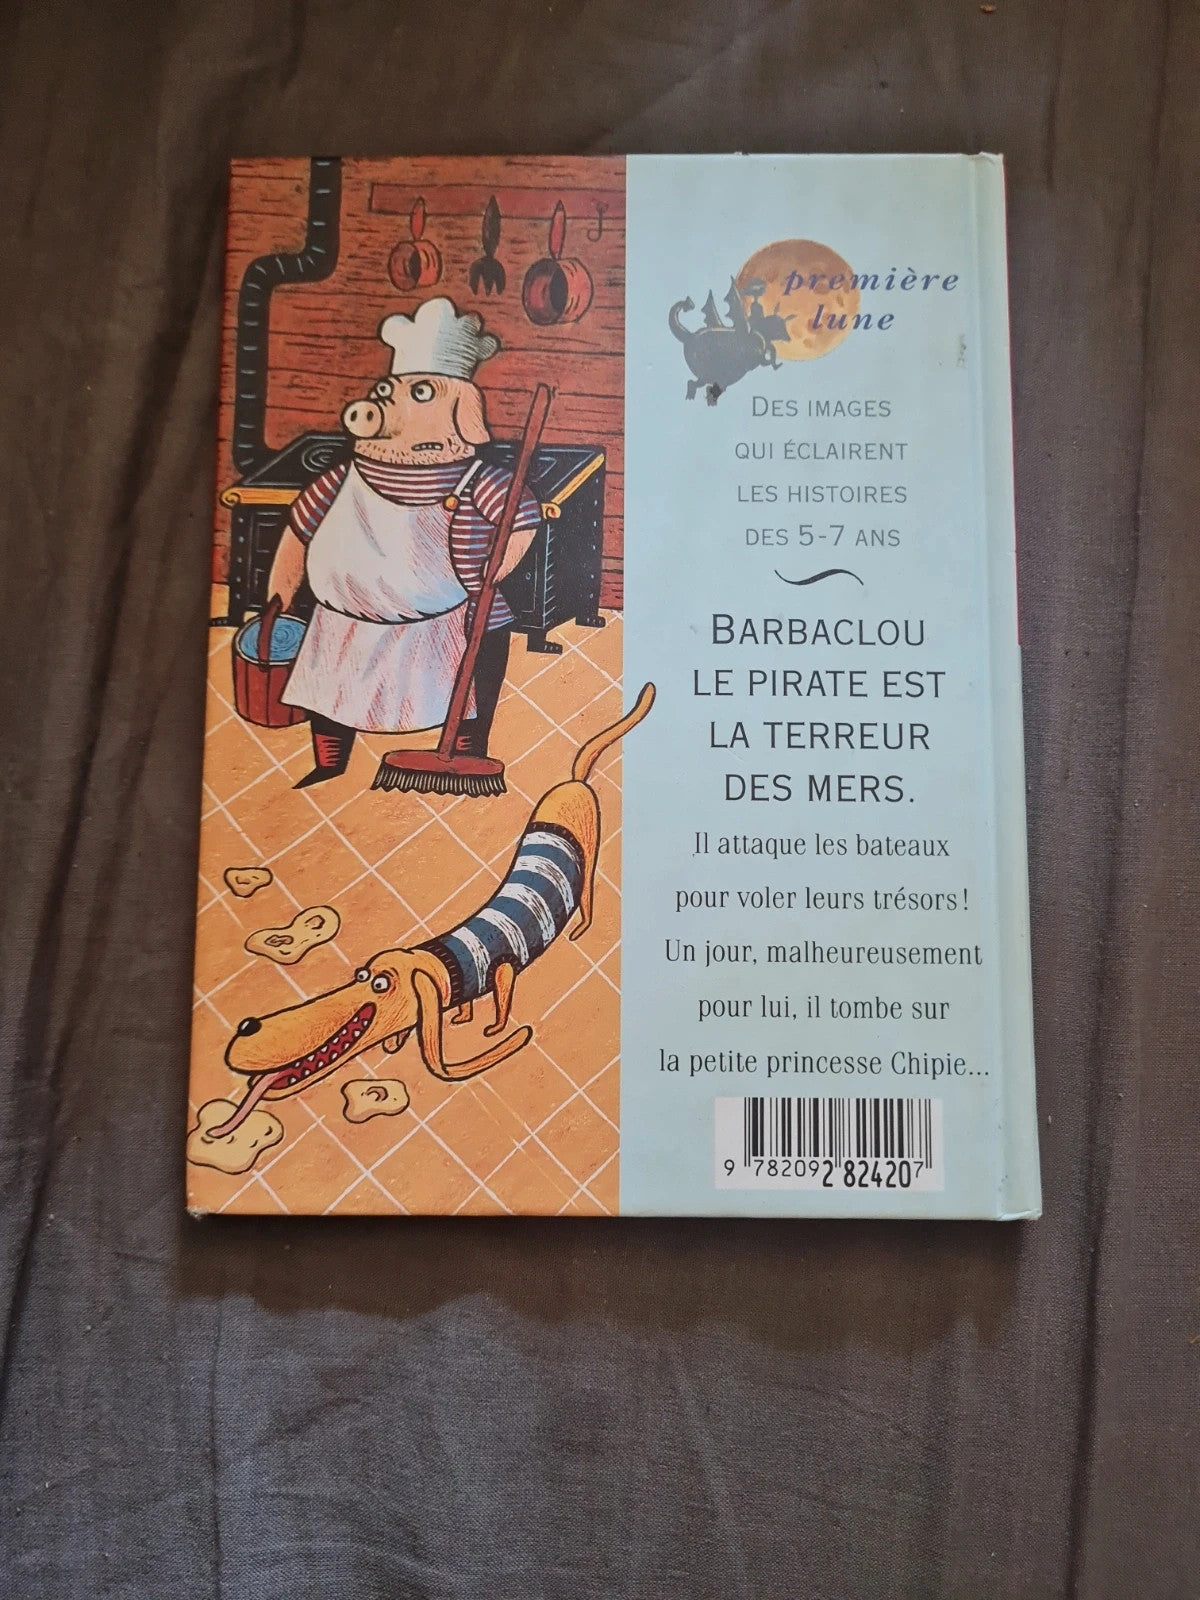 première
lune
DES IMAGES
QUI ÉCLAIRENT
LES HISTOIRES
DES 5-7 ANS
BARBACLOU
LE PIRATE EST
LA TERREUR
DES MERS.
Il attaque les bateaux
pour voler leurs trésors !
Un jour, malheureusement
pour lui, il tombe sur
la petite princesse Chipie...
9 782092 824207